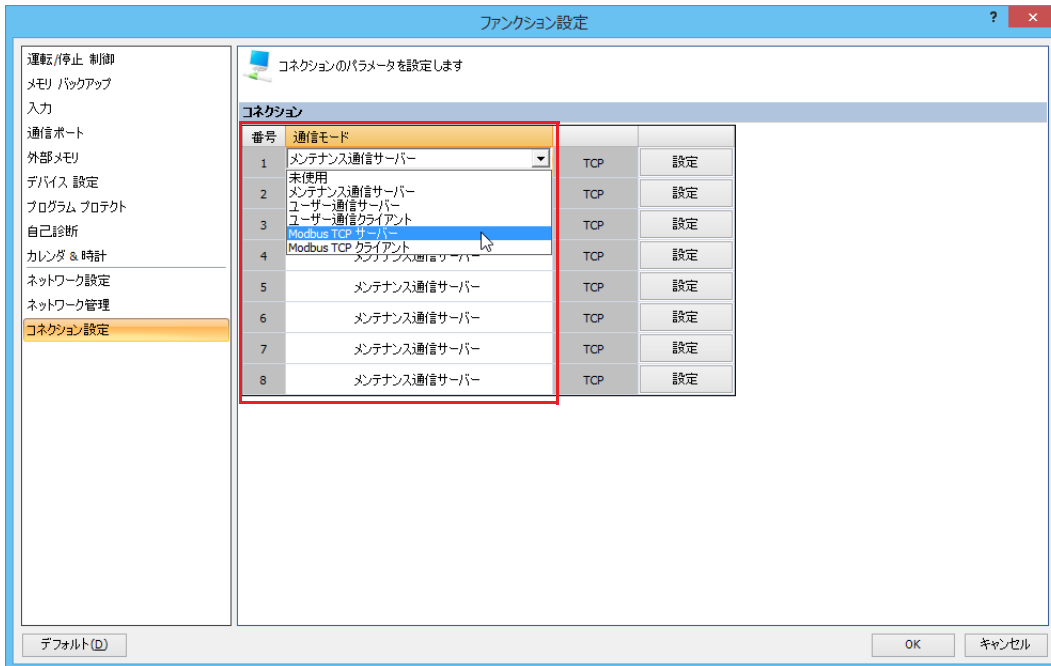 ファンクション設定
? ×
運転/停止 制御
メモリ バックアップ
入力
通信ポート
外部メモリ
デバイス 設定
プログラム プロテクト
自己診断
カレンダ & 時計
ネットワーク設定
ネットワーク管理
コネクション設定
コネクションのパラメータを設定します
コネクション
番号 通信モード
1 メンテナンス通信サーバー TCP 設定
未使用
メンテナンス通信サーバー
ユーザー通信サーバー
ユーザー通信クライアント
Modbus TCP サーバー
Modbus TCP クライアント
2 TCP 設定
3 TCP 設定
4 メンテナンス通信サーバー TCP 設定
5 メンテナンス通信サーバー TCP 設定
6 メンテナンス通信サーバー TCP 設定
7 メンテナンス通信サーバー TCP 設定
8 メンテナンス通信サーバー TCP 設定
デフォルト(D) OK キャンセル